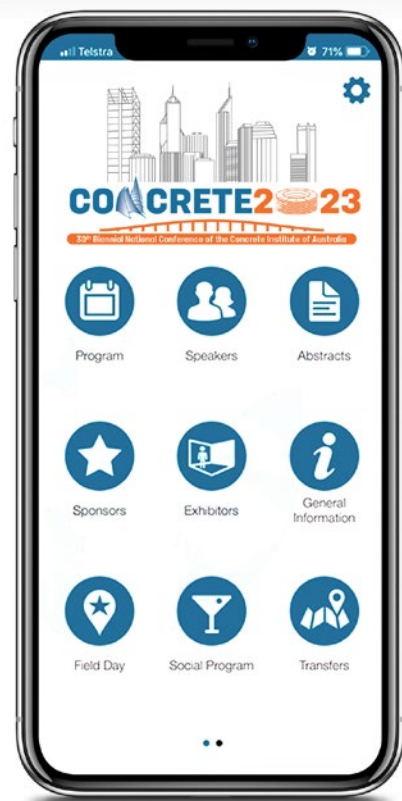 Telstra
71%
CONCRETE2023
30th Biennial National Conference of the Concrete Institute of Australia
Program
Speakers
Abstracts
Sponsors
Exhibitors
General
Information
Field Day
Social Program
Transfers